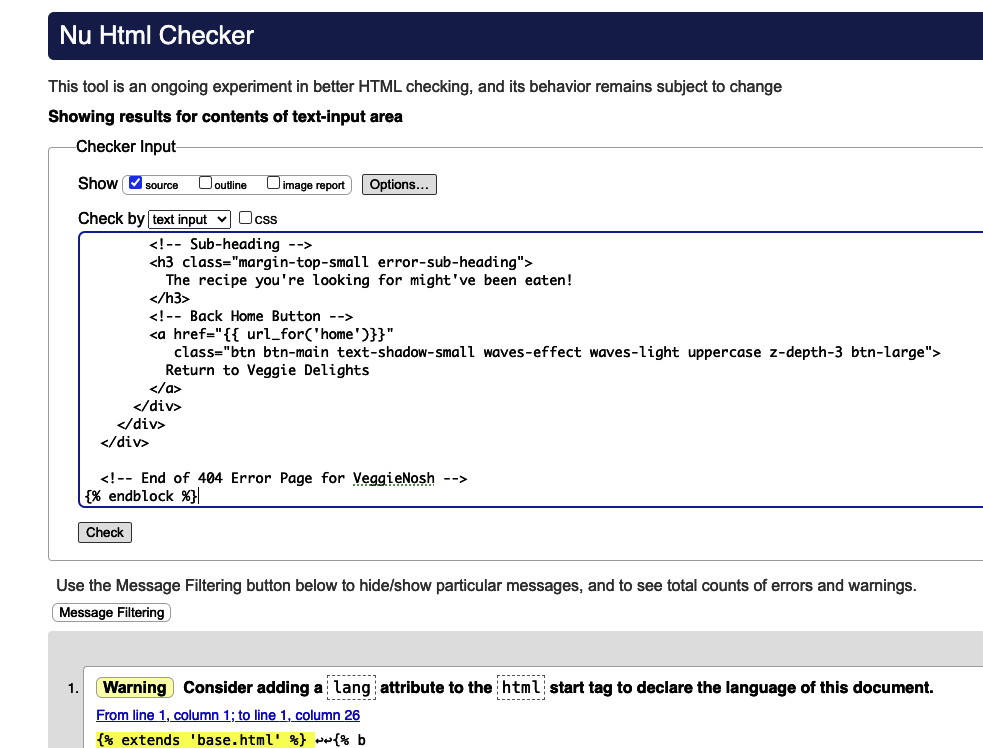 Nu Html Checker
This tool is an ongoing experiment in better HTML checking, and its behavior remains subject to change
Showing results for contents of text-input area
Checker Input
Show source outline image report Options...
Check by text input css
<!-- Sub-heading -->
<h3 class="margin-top-small error-sub-heading">
The recipe you're looking for might've been eaten!
</h3>
<!-- Back Home Button -->
<a href="{{ url_for('home')}}"
class="btn btn-main text-shadow-small waves-effect waves-light uppercase z-depth-3 btn-large">
Return to Veggie Delights
</a>
</div>
</div>
</div>
<!-- End of 404 Error Page for VeggieNosh -->
{% endblock %}
Check
Use the Message Filtering button below to hide/show particular messages, and to see total counts of errors and warnings.
Message Filtering
1. Warning Consider adding a lang attribute to the html start tag to declare the language of this document.
From line 1, column 1; to line 1, column 26
{% extends 'base.html' %} ↩↩{% b